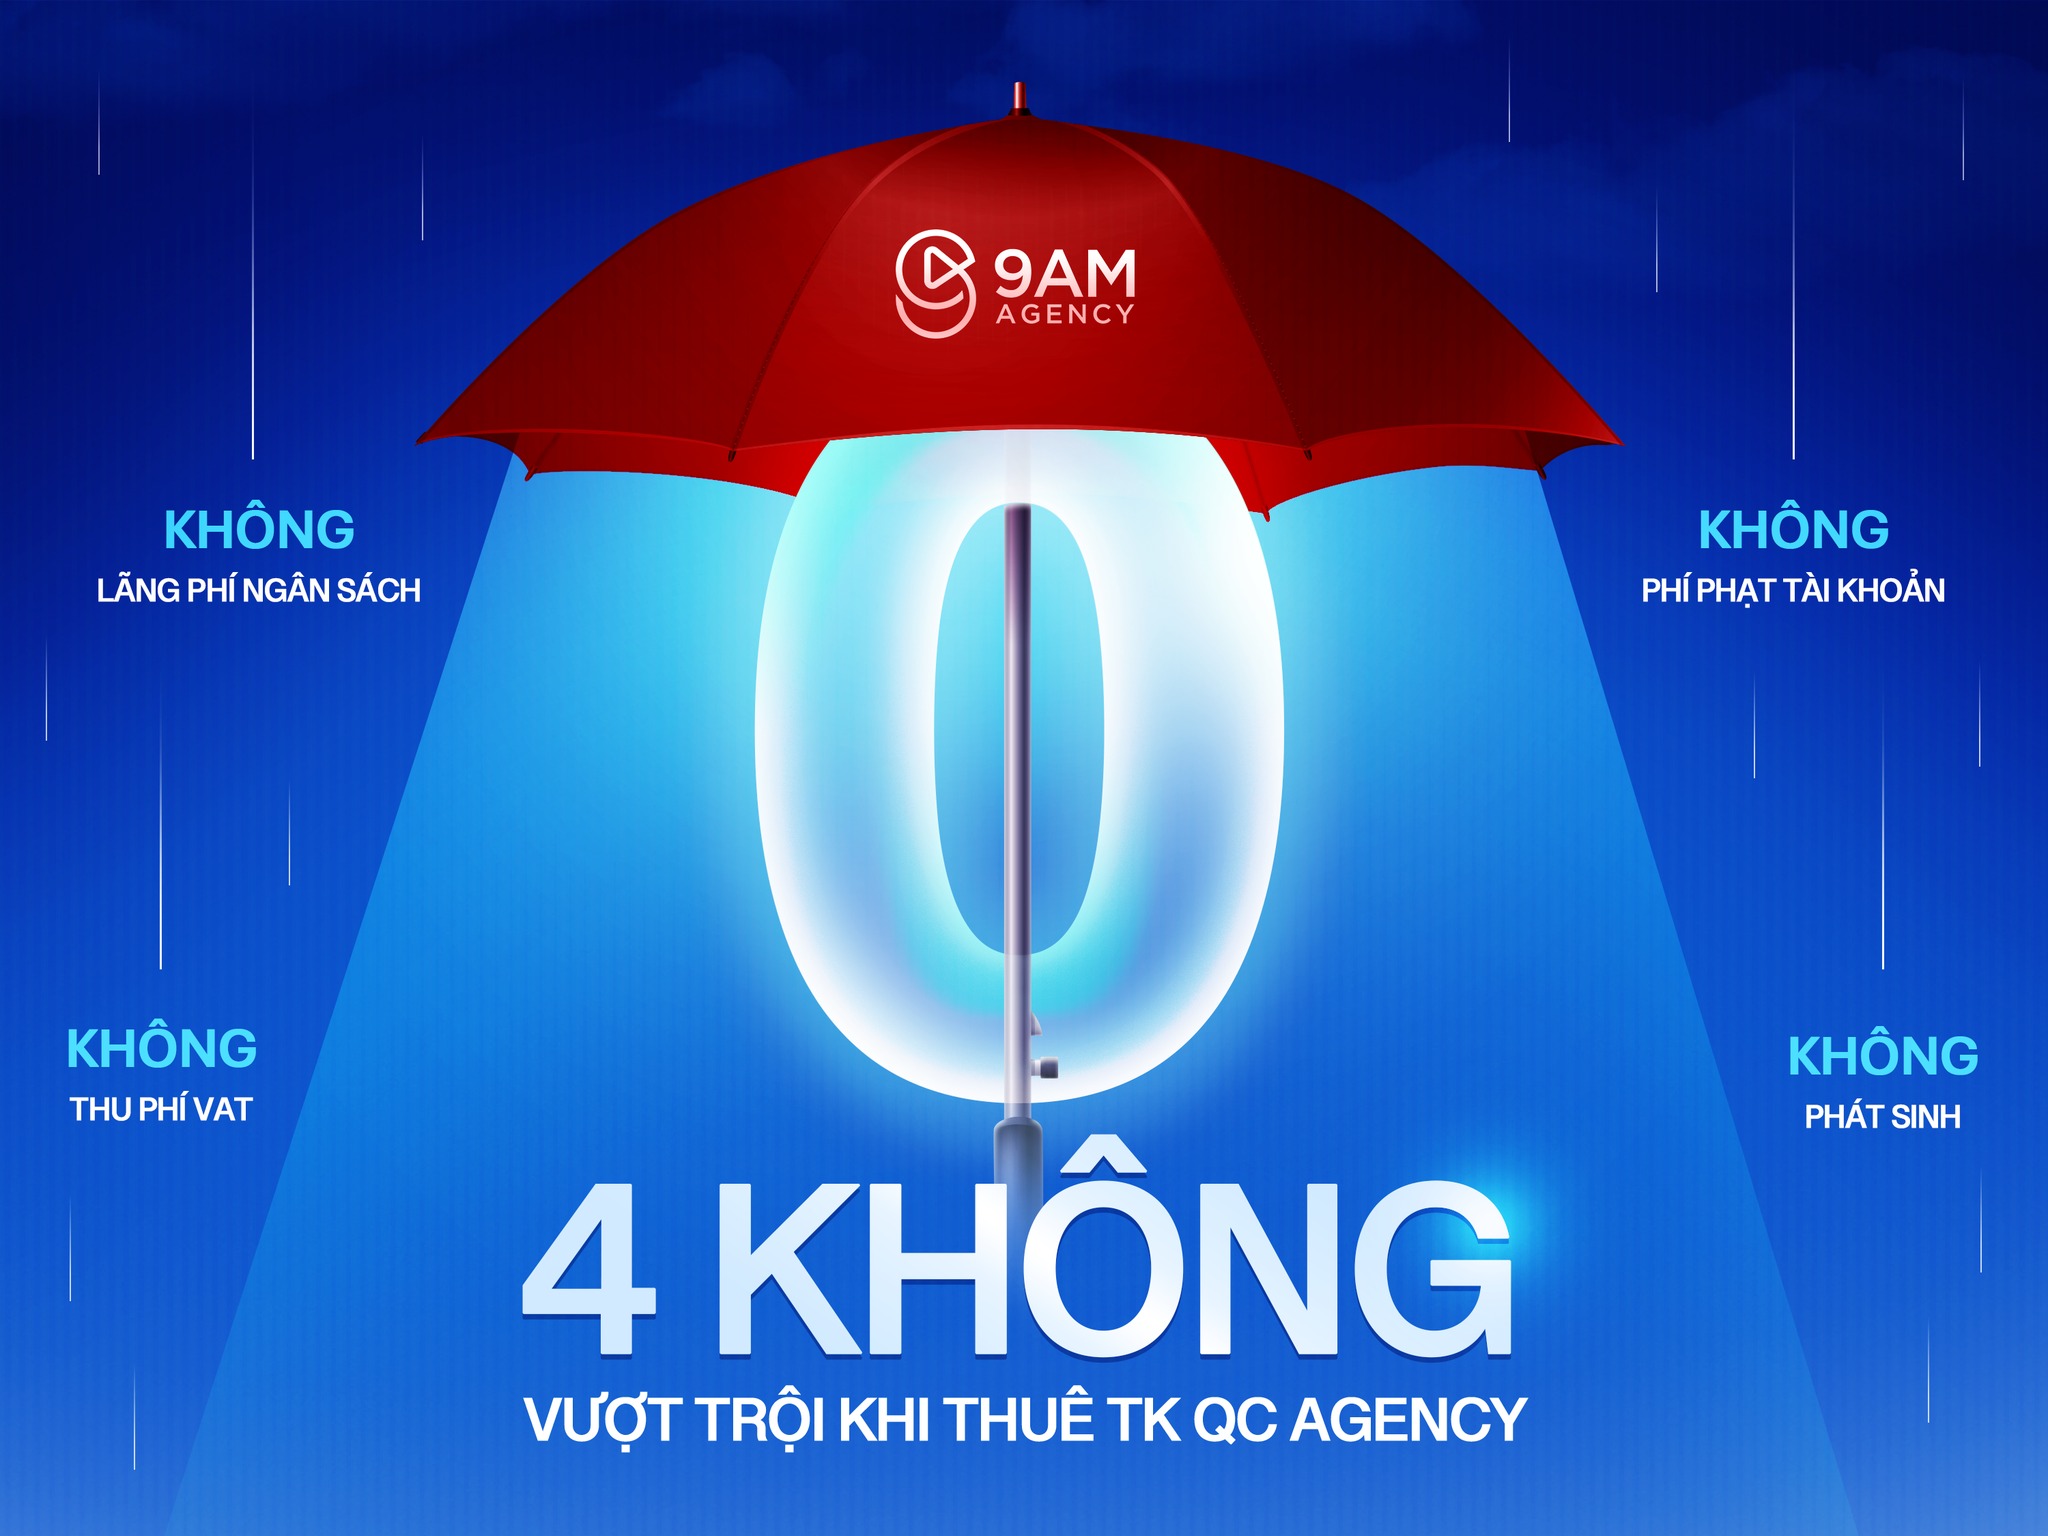 9AM
AGENCY
KHÔNG
LÃNG PHÍ NGÂN SÁCH
KHÔNG
PHÍ PHẠT TÀI KHOẢN
0
KHÔNG
THU PHÍ VAT
KHÔNG
PHÁT SINH
4 KHÔNG
VƯỢT TRỘI KHI THUÊ TK QC AGENCY